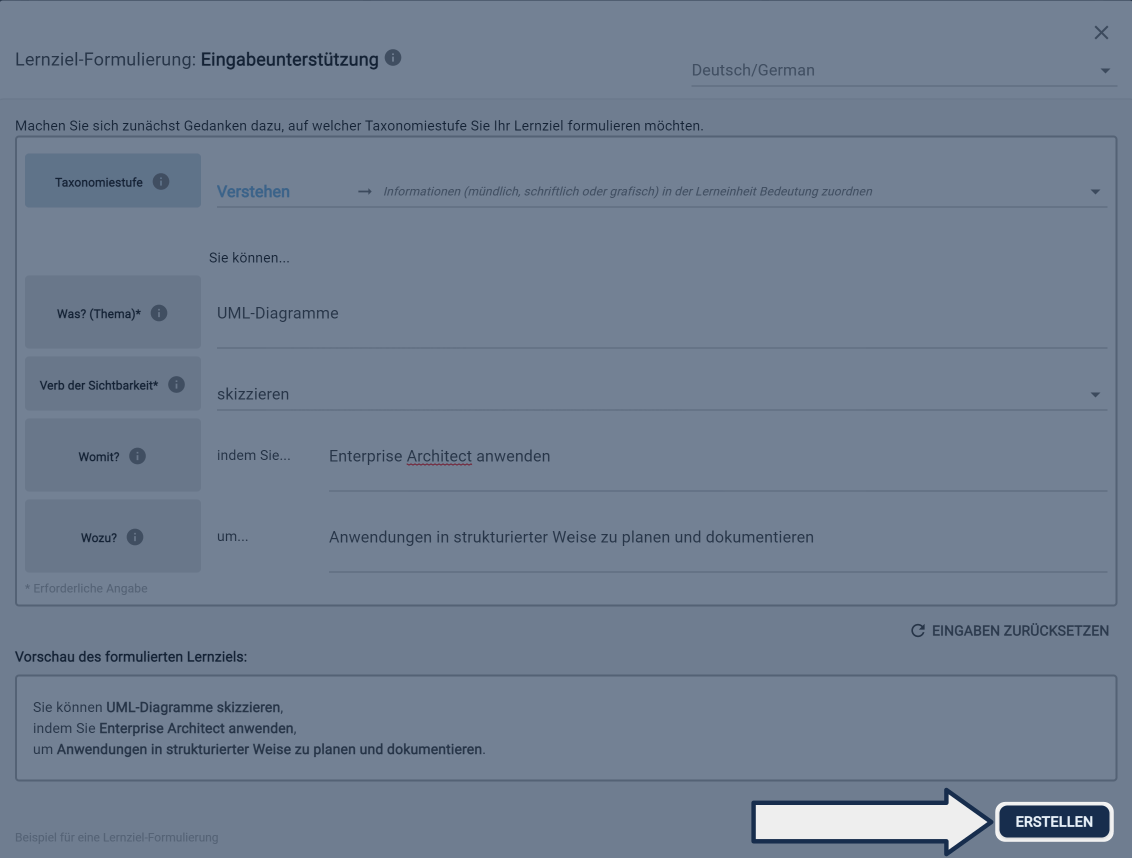 Lernziel-Formulierung: Eingabeunterstützung
Deutsch/German
Machen Sie sich zunächst Gedanken dazu, auf welcher Taxonomiestufe Sie Ihr Lernziel formulieren möchten.
Taxonomiestufe
Verstehen → Informationen (mündlich, schriftlich oder grafisch) in der Lerneinheit Bedeutung zuordnen
Sie können...
Was? (Thema)* UML-Diagramme
Verb der Sichtbarkeit* skizzieren
Womit? indem Sie... Enterprise Architect anwenden
Wozu? um... Anwendungen in strukturierter Weise zu planen und dokumentieren
* Erforderliche Angabe
EINGABEN ZURÜCKSETZEN
Vorschau des formulierten Lernziels:
Sie können UML-Diagramme skizzieren,
indem Sie Enterprise Architect anwenden,
um Anwendungen in strukturierter Weise zu planen und dokumentieren.
ERSTELLEN
Beispiel für eine Lernziel-Formulierung